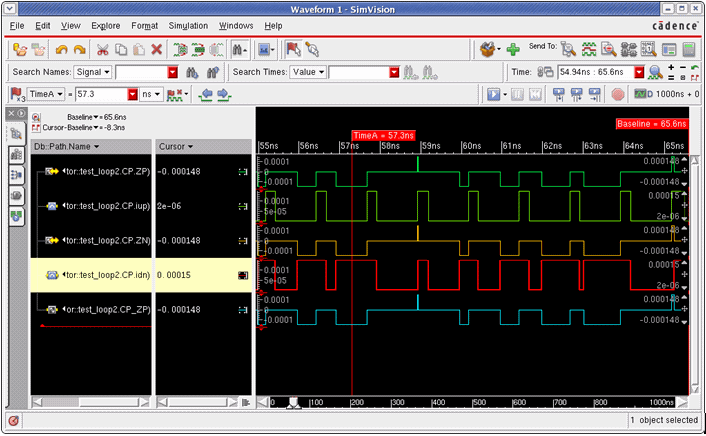 Waveform 1 - SimVision
File Edit View Explore Format Simulation Windows Help
cādence
Send To:
Search Names: Signal Search Times: Value Time: 54.94ns : 65.6ns
TimeA = 57.3 ns 1000ns + 0
Baseline = 65.6ns
Cursor-Baseline = -8.3ns
Baseline = 65.6ns
TimeA = 57.3ns
Db::Path.Name Cursor
55ns 56ns 57ns 58ns 59ns 60ns 61ns 62ns 63ns 64ns 65ns
tor::test_loop2.CP.ZP) -0.000148 0.0001 0 -0.0001 0.000148 0 -0.000148
tor::test_loop2.CP.iup) 2e-06 0.0001 5e-05 0.00015 2e-06
tor::test_loop2.CP.ZN) -0.000148 0.0001 0 -0.0001 0.000148 0 -0.000148
tor::test_loop2.CP.idn) 0.00015 0.0001 5e-05 0.00015 2e-06
or::test_loop2.CP_ZP) -0.000148 0.0001 0 -0.0001 0.000148 0 -0.000148
0 100 200 300 400 500 600 700 800 1000ns
1 object selected